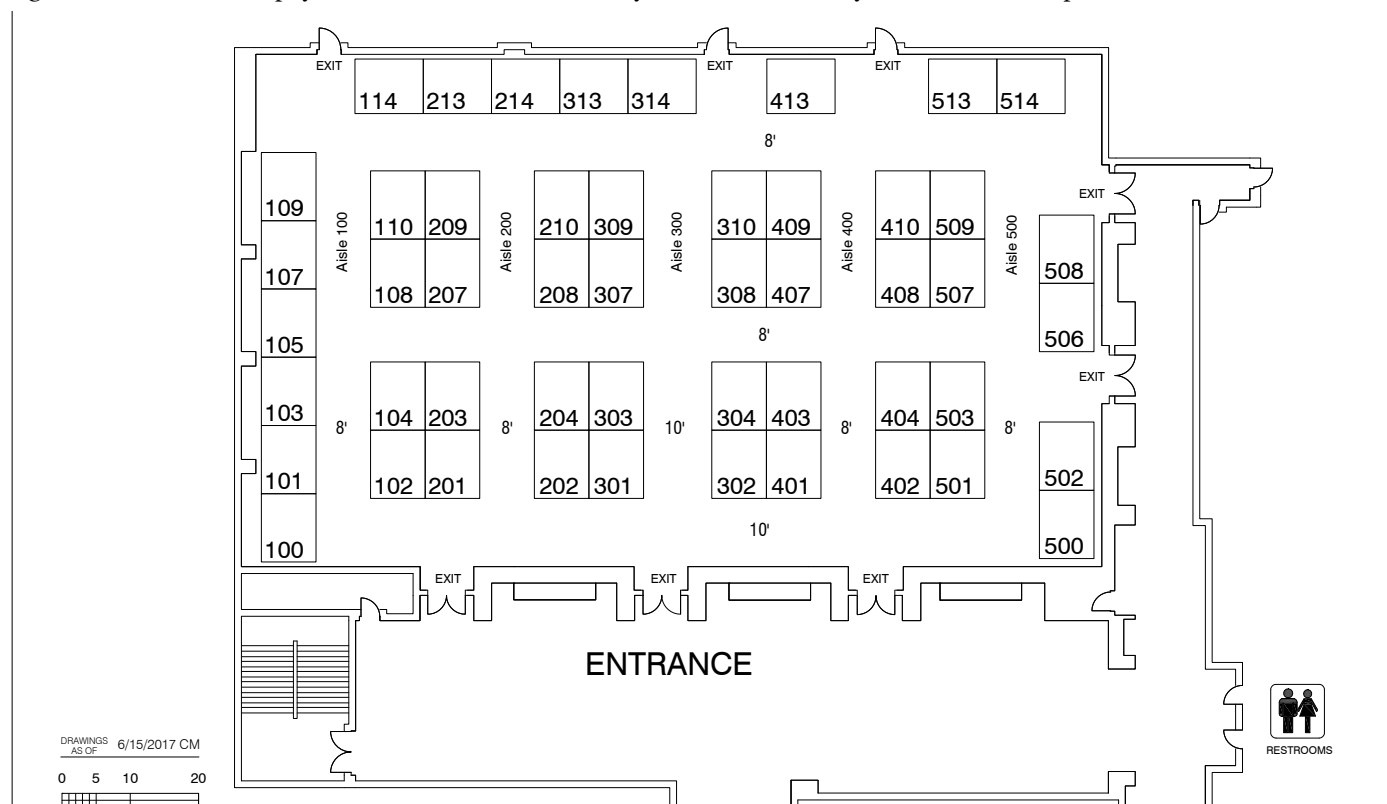 EXIT EXIT EXIT
114 213 214 313 314 413 513 514
8'
EXIT
109 110 209 210 309 310 409 410 509
Aisle 100 Aisle 200 Aisle 300 Aisle 400 Aisle 500
508
107 108 207 208 307 308 407 408 507
506
105
8'
EXIT
103 104 203 204 303 304 403 404 503
8' 8' 10' 8' 8'
502
101 102 201 202 301 302 401 402 501
10'
100 500
EXIT EXIT EXIT
ENTRANCE
RESTROOMS
DRAWINGS
AS OF 6/15/2017 CM
0 5 10 20